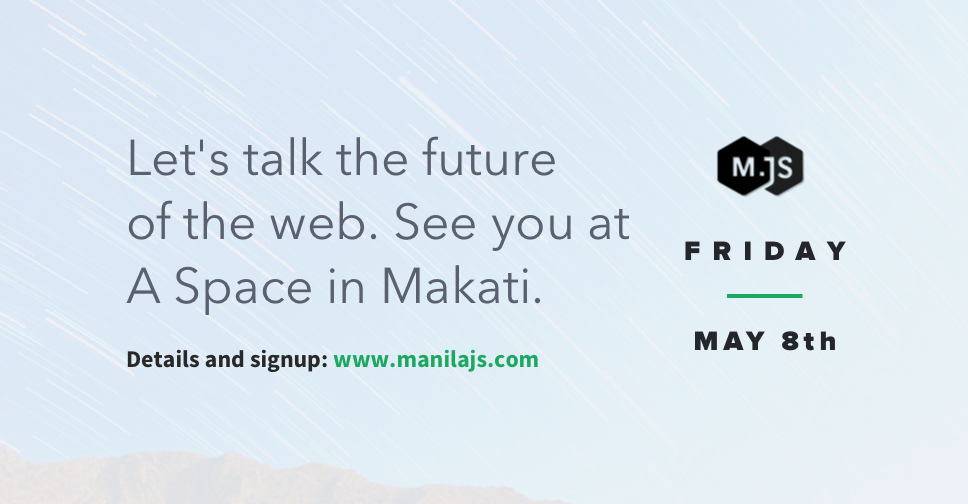 Let's talk the future
of the web. See you at
A Space in Makati.
Details and signup: www.manilajs.com
M.JS
FRIDAY
MAY 8th